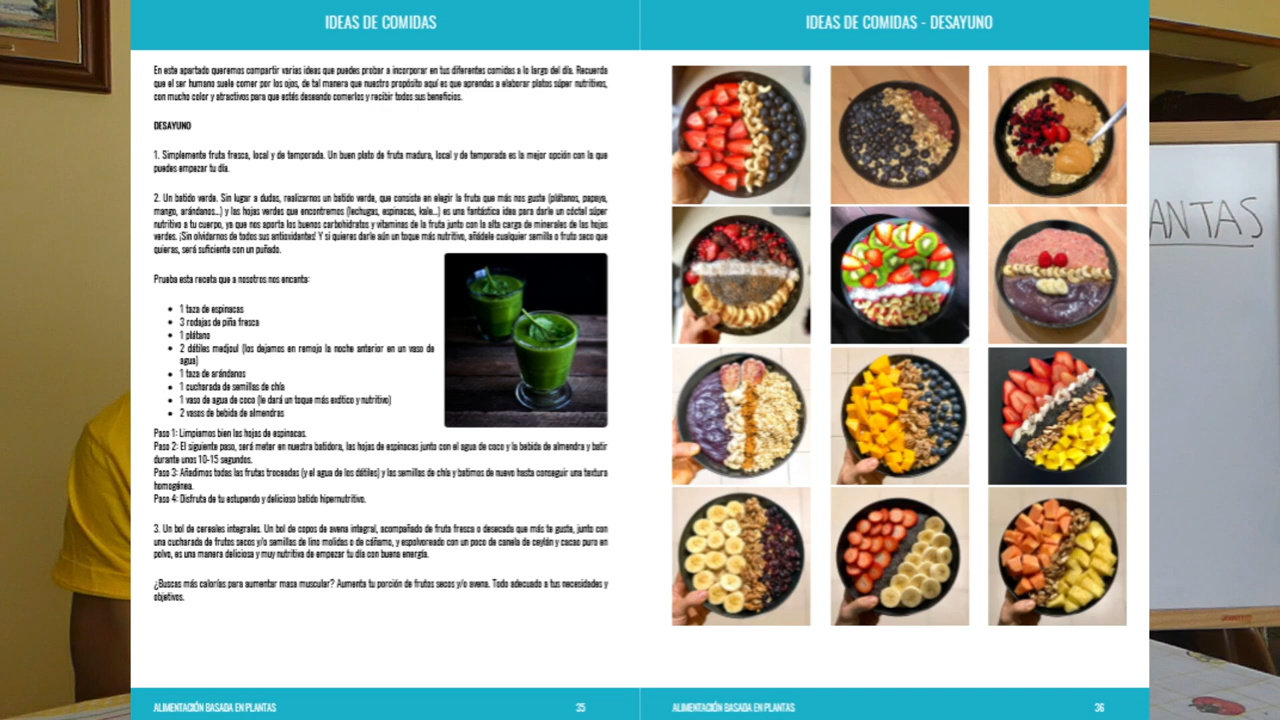 IDEAS DE COMIDAS
En este apartado queremos compartir varias ideas que puedes probar a incorporar en tus diferentes comidas a lo largo del día. Recuerda
que el ser humano suele comer por los ojos, de tal manera que nuestro propósito aquí es que aprendas a elaborar platos súper nutritivos,
con mucho color y atractivos para que estés deseando comerlos y recibir todos sus beneficios.
DESAYUNO
1. Simplemente fruta fresca, local y de temporada. Un buen plato de fruta madura, local y de temporada es la mejor opción con la que
puedes empezar tu día.
2. Un batido verde. Sin lugar a dudas, realizarnos un batido verde, que consiste en elegir la fruta que más nos guste (plátanos, papaya,
mango, arándanos...) y las hojas verdes que encontremos (lechugas, espinacas, kale...) es una fantástica idea para darle un cóctel súper
nutritivo a tu cuerpo, ya que nos aporta los buenos carbohidratos y vitaminas de la fruta junto con la alta carga de minerales de las hojas
verdes. ¡Sin olvidarnos de todos sus antioxidantes! Y si quieres darle aún un toque más nutritivo, añádele cualquier semilla o fruto seco que
quieras, será suficiente con un puñado.
Prueba esta receta que a nosotros nos encanta:
• 1 taza de espinacas
• 3 rodajas de piña fresca
• 1 plátano
• 2 dátiles medjoul (los dejamos en remojo la noche anterior en un vaso de
agua)
• 1 taza de arándanos
• 1 cucharada de semillas de chía
• 1 vaso de agua de coco (le dará un toque más exótico y nutritivo)
• 2 vasos de bebida de almendras
Paso 1: Limpiamos bien las hojas de espinacas.
Paso 2: El siguiente paso, será meter en nuestra batidora, las hojas de espinacas junto con el agua de coco y la bebida de almendra y batir
durante unos 10-15 segundos.
Paso 3: Añadimos todas las frutas troceadas (y el agua de los dátiles) y las semillas de chía y batimos de nuevo hasta conseguir una textura
homogénea.
Paso 4: Disfruta de tu estupendo y delicioso batido hipernutritivo.
3. Un bol de cereales integrales. Un bol de copos de avena integral, acompañado de fruta fresca o desecada que más te guste, junto con
una cucharada de frutos secos y/o semillas de lino molidas o de cáñamo, y espolvoreado con un poco de canela de ceylán y cacao puro en
polvo, es una manera deliciosa y muy nutritiva de empezar tu día con buena energía.
¿Buscas más calorías para aumentar masa muscular? Aumenta tu porción de frutos secos y/o avena. Todo adecuado a tus necesidades y
objetivos.
ALIMENTACIÓN BASADA EN PLANTAS 35
IDEAS DE COMIDAS - DESAYUNO
ALIMENTACIÓN BASADA EN PLANTAS 36
ANTAS